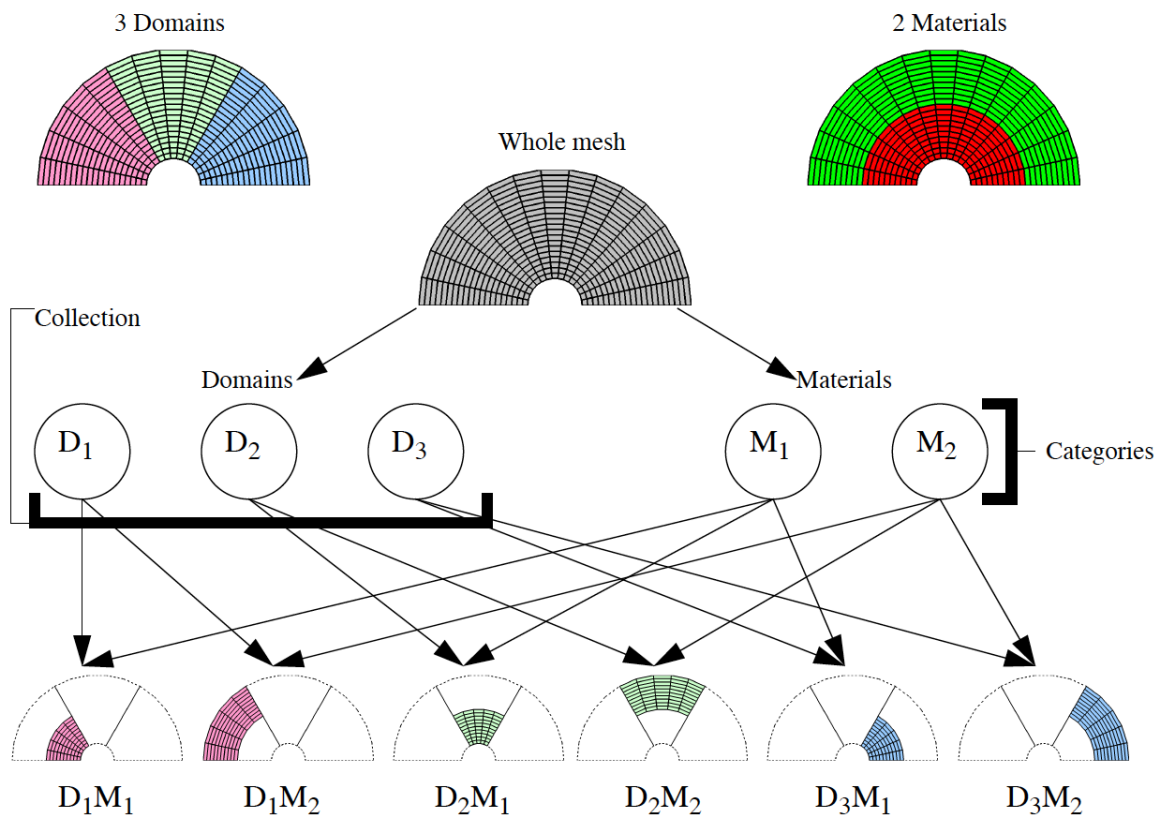 3 Domains
2 Materials
Whole mesh
Collection
Domains
Materials
D1
D2
D3
M1
M2
Categories
D1M1
D1M2
D2M1
D2M2
D3M1
D3M2